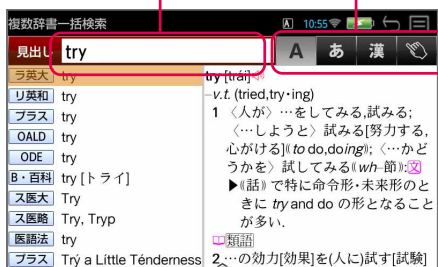 複数辞書一括検索
A 10:55
見出し try
A あ 漢
ラ英大 try
リ英和 try
プラス try
OALD try
ODE try
B・百科 try [トライ]
ス医大 Try
ス医略 Try, Tryp
医語法 try
プラス Trý a Líttle Ténderness
try [trái]
–v.t. (tried,try・ing)
1 〈人が〉…をしてみる,試みる;
〈…しようと〉試みる[努力する,
心がける]《to do,doing》;〈…かど
うかを〉試してみる《wh–節》:文
▶《話》で特に命令形・未来形のと
きに try and do の形となること
が多い.
類語
2 …の効力[効果]を(人に)試す[試験]